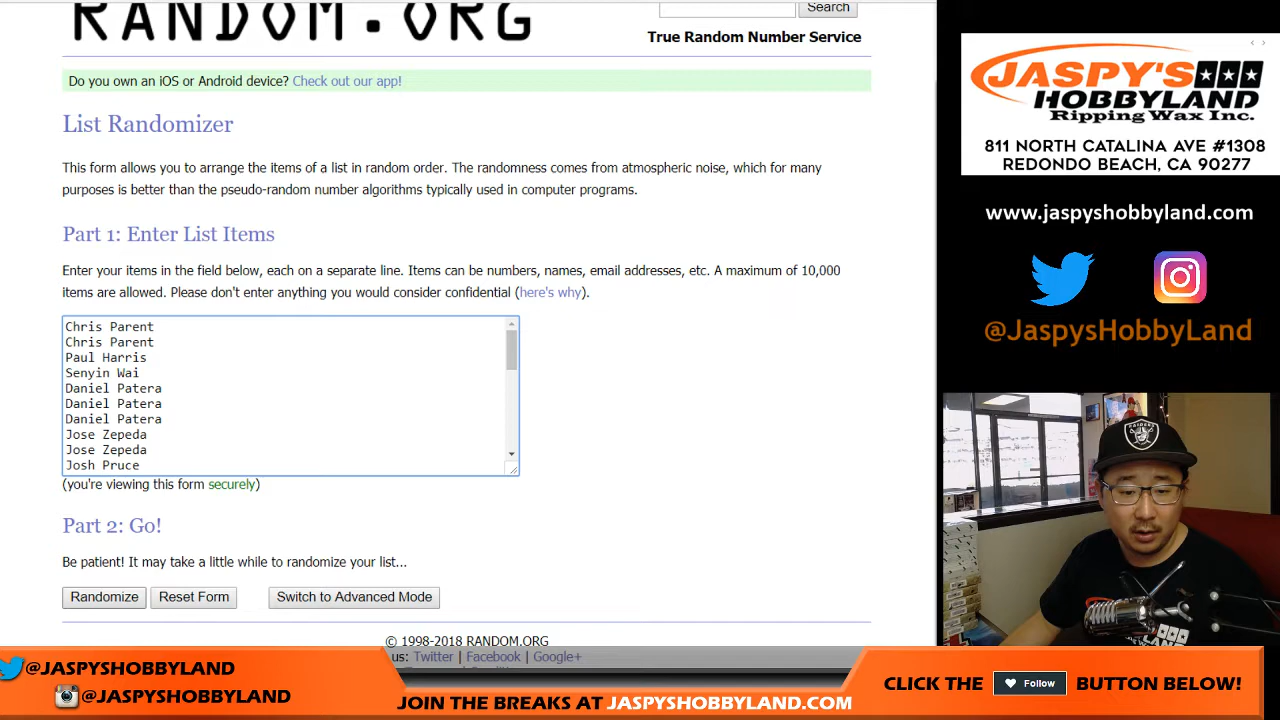 RANDOM.ORG
Search
True Random Number Service
Do you own an iOS or Android device? Check out our app!
List Randomizer
This form allows you to arrange the items of a list in random order. The randomness comes from atmospheric noise, which for many
purposes is better than the pseudo-random number algorithms typically used in computer programs.
Part 1: Enter List Items
Enter your items in the field below, each on a separate line. Items can be numbers, names, email addresses, etc. A maximum of 10,000
items are allowed. Please don't enter anything you would consider confidential (here's why).
Chris Parent
Chris Parent
Paul Harris
Senyin Wai
Daniel Patera
Daniel Patera
Daniel Patera
Jose Zepeda
Jose Zepeda
Josh Pruce
(you're viewing this form securely)
Part 2: Go!
Be patient! It may take a little while to randomize your list...
Randomize
Reset Form
Switch to Advanced Mode
© 1998-2018 RANDOM.ORG
us: Twitter | Facebook | Google+
JASPY'S
HOBBYLAND
Ripping Wax Inc.
811 NORTH CATALINA AVE #1308
REDONDO BEACH, CA 90277
www.jaspyshobbyland.com
@JaspysHobbyLand
@JASPYSHOBBYLAND
@JASPYSHOBBYLAND
JOIN THE BREAKS AT JASPYSHOBBYLAND.COM
CLICK THE Follow BUTTON BELOW!